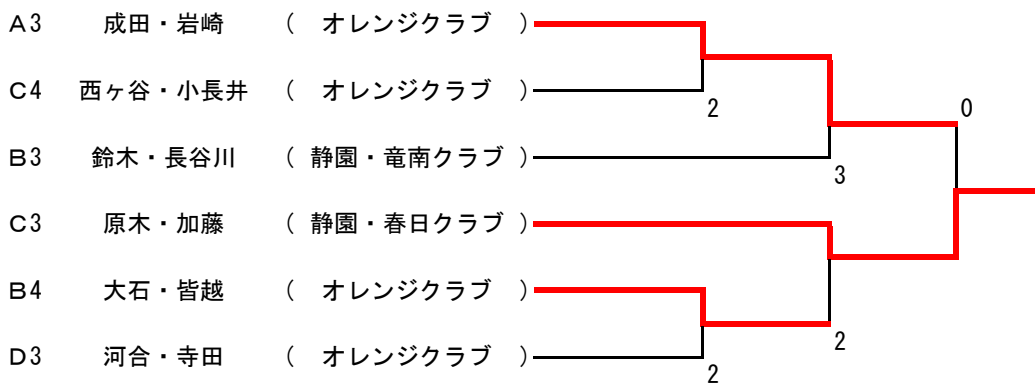 A3 成田・岩崎 ( オレンジクラブ )
C4 西ヶ谷・小長井 ( オレンジクラブ )
2
0
B3 鈴木・長谷川 ( 静園・竜南クラブ )
3
C3 原木・加藤 ( 静園・春日クラブ )
B4 大石・皆越 ( オレンジクラブ )
2
D3 河合・寺田 ( オレンジクラブ )
2